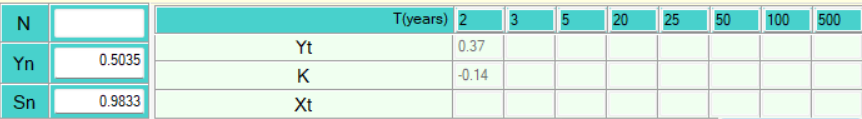 N
Yn 0.5035
Sn 0.9833
T(years) 2 3 5 20 25 50 100 500
Yt 0.37
K -0.14
Xt